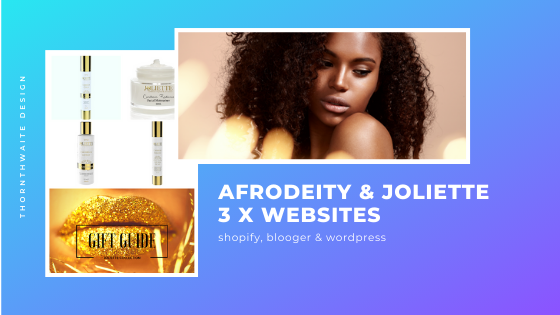 THORNTHWAITE DESIGN
JOLIETTE
GIFT GUIDE
AFRODEITY & JOLIETTE
3 X WEBSITES
shopify, blooger & wordpress